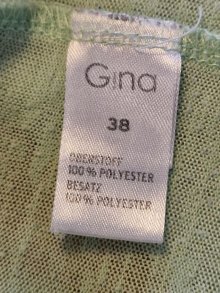 Gina
38
OBERSTOFF
100 % POLYESTER
BESATZ
100 % POLYESTER